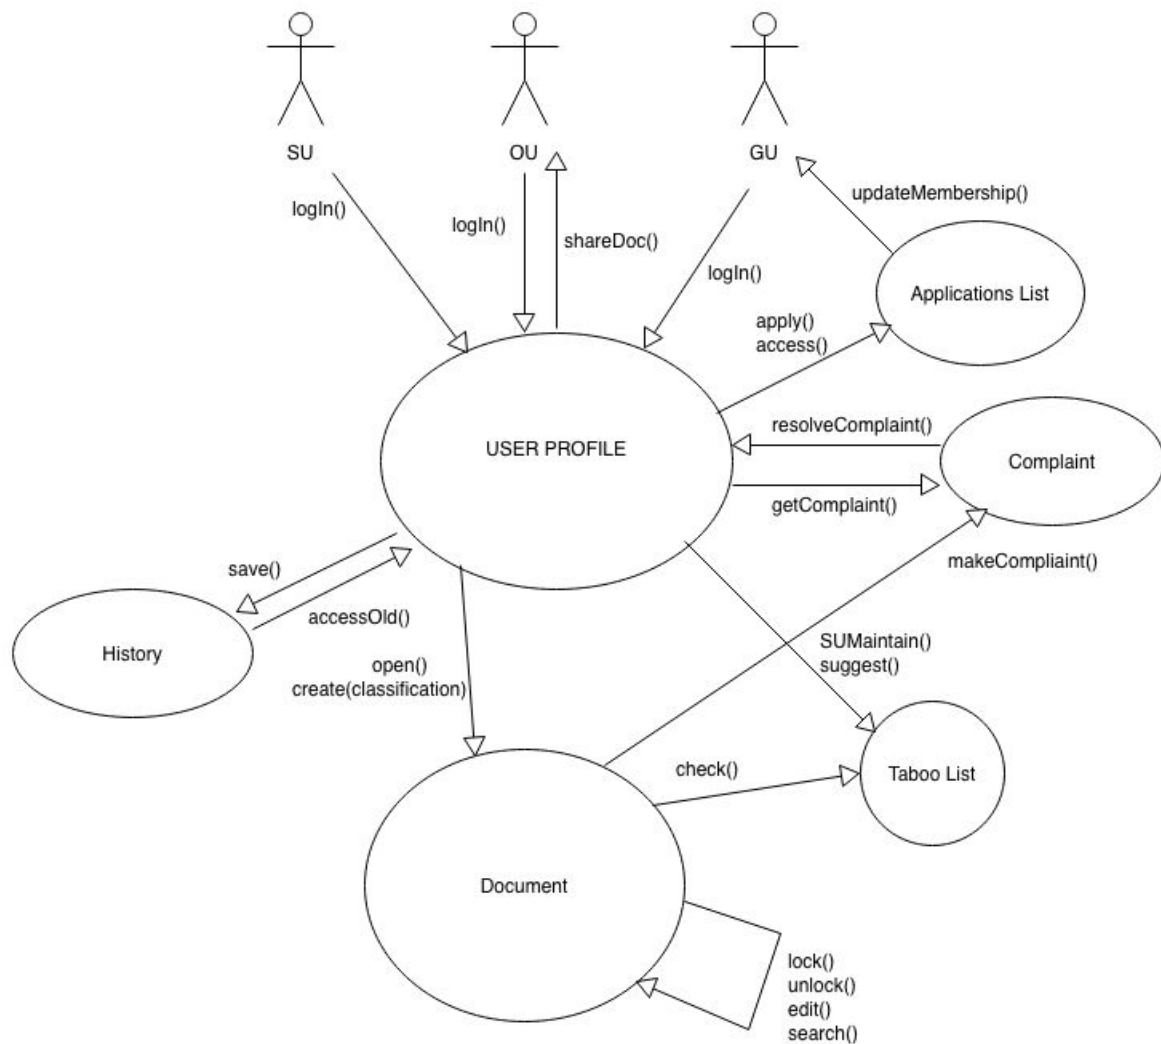 SU
OU
GU
logIn()
logIn()
shareDoc()
logIn()
updateMembership()
Applications List
apply()
access()
USER PROFILE
resolveComplaint()
Complaint
getComplaint()
makeCompliaint()
save()
accessOld()
History
open()
create(classification)
SUMaintain()
suggest()
check()
Taboo List
Document
lock()
unlock()
edit()
search()